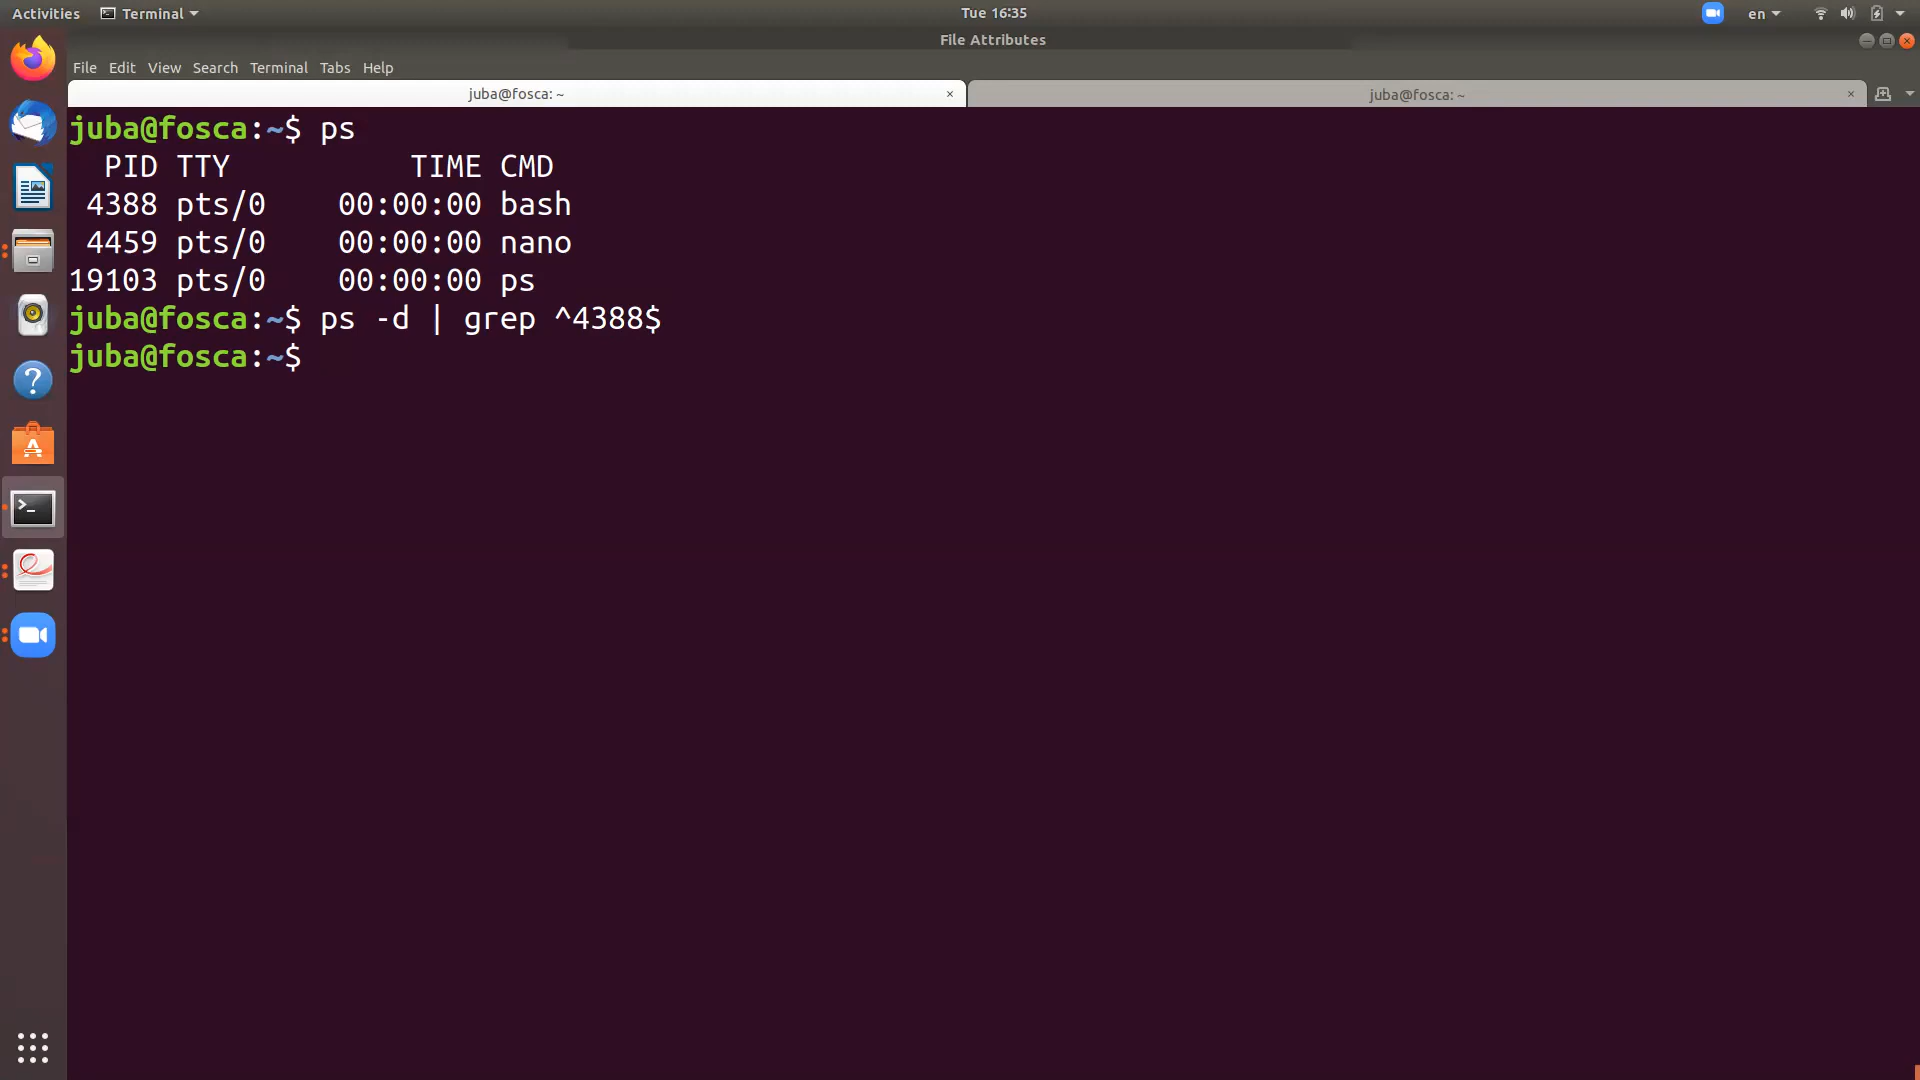 Activities Terminal Tue 16:35 en
File Attributes
File Edit View Search Terminal Tabs Help
juba@fosca: ~ × juba@fosca: ~ ×
juba@fosca:~$ ps
  PID TTY          TIME CMD
 4388 pts/0    00:00:00 bash
 4459 pts/0    00:00:00 nano
19103 pts/0    00:00:00 ps
juba@fosca:~$ ps -d | grep ^4388$
juba@fosca:~$